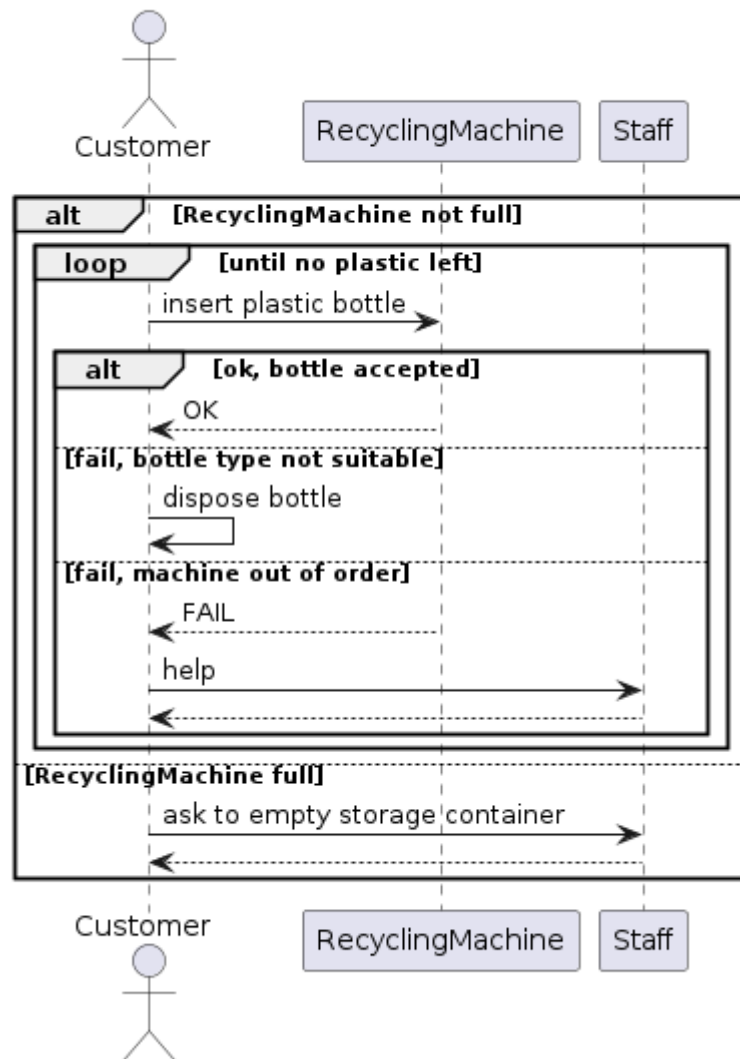 Customer
RecyclingMachine
Staff
alt [RecyclingMachine not full]
loop [until no plastic left]
insert plastic bottle
alt [ok, bottle accepted]
OK
[fail, bottle type not suitable]
dispose bottle
[fail, machine out of order]
FAIL
help
[RecyclingMachine full]
ask to empty storage container
Customer
RecyclingMachine
Staff